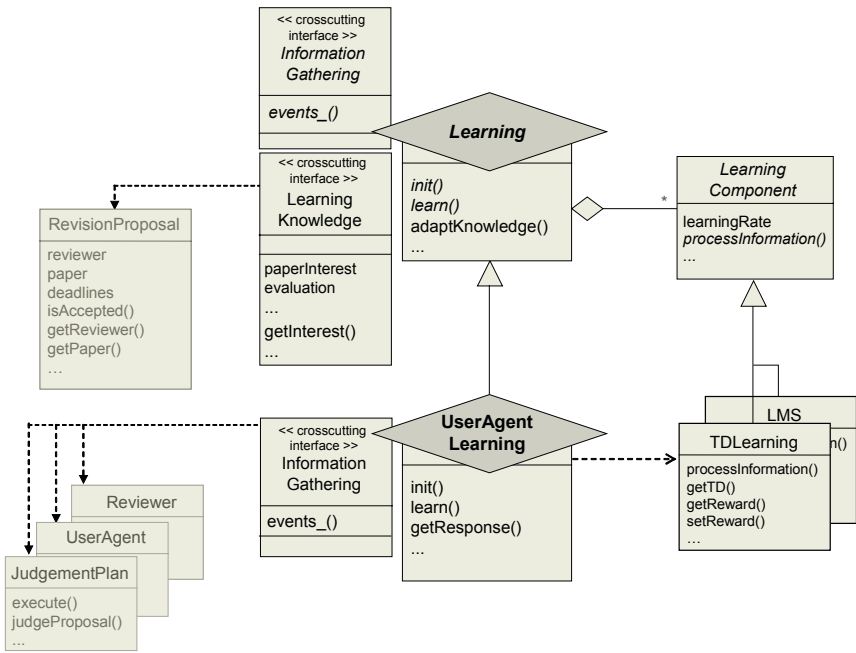 << crosscutting
interface >>
Information
Gathering
events_()
Learning
init()
learn()
adaptKnowledge()
...
*
Learning
Component
learningRate
processInformation()
...
<< crosscutting
interface >>
Learning
Knowledge
paperInterest
evaluation
...
getInterest()
...
RevisionProposal
reviewer
paper
deadlines
isAccepted()
getReviewer()
getPaper()
...
<< crosscutting
interface >>
Information
Gathering
events_()
UserAgent
Learning
init()
learn()
getResponse()
...
LMS
n()
TDLearning
processInformation()
getTD()
getReward()
setReward()
...
Reviewer
UserAgent
JudgementPlan
execute()
judgeProposal()
...